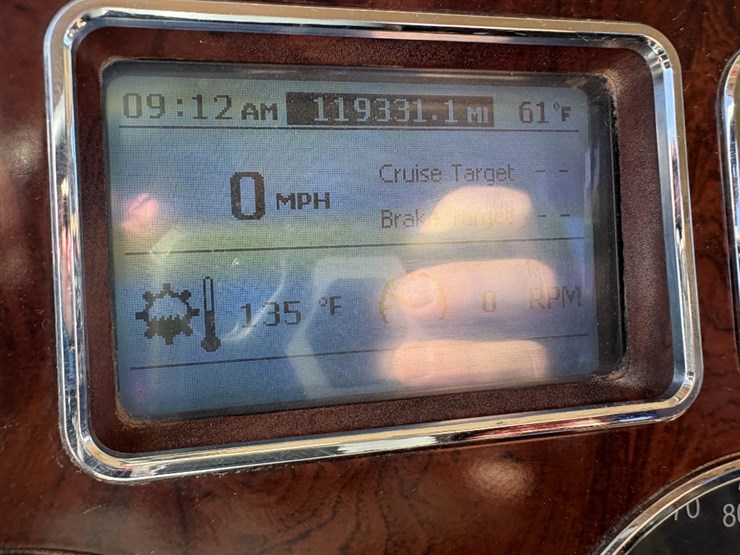 09:12 AM 119331.1 MI 61°F
0 MPH
Cruise Target - -
Brake Target - -
135 °F 0 RPM
70 80